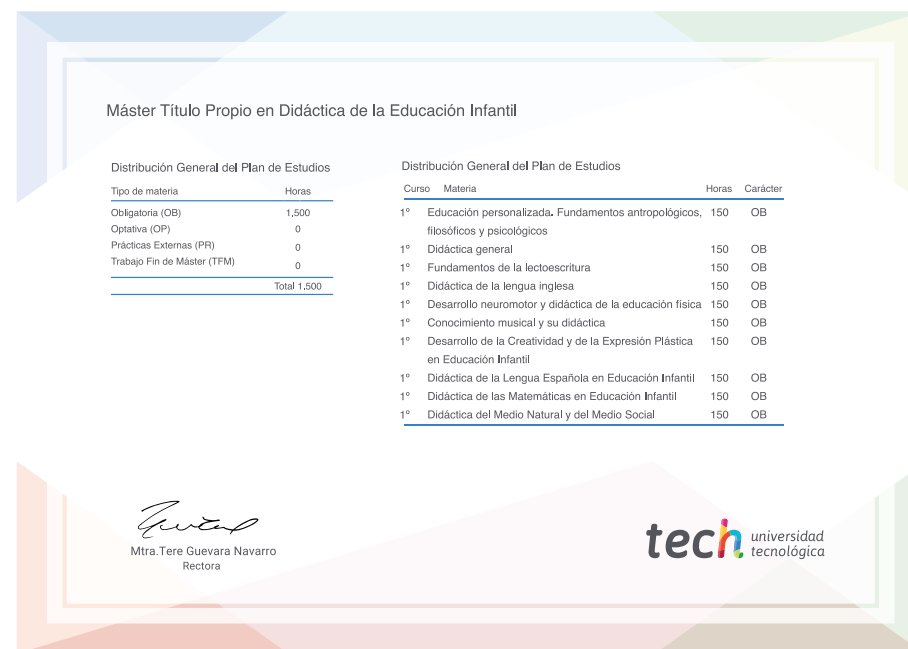 Máster Título Propio en Didáctica de la Educación Infantil
Distribución General del Plan de Estudios
Tipo de materia Horas
Obligatoria (OB) 1,500
Optativa (OP) 0
Prácticas Externas (PR) 0
Trabajo Fin de Máster (TFM) 0
Total 1.500
Distribución General del Plan de Estudios
Curso Materia Horas Carácter
1º Educación personalizada. Fundamentos antropológicos, 150 OB
filosóficos y psicológicos
1º Didáctica general 150 OB
1º Fundamentos de la lectoescritura 150 OB
1º Didáctica de la lengua inglesa 150 OB
1º Desarrollo neuromotor y didáctica de la educación física 150 OB
1º Conocimiento musical y su didáctica 150 OB
1º Desarrollo de la Creatividad y de la Expresión Plástica 150 OB
en Educación Infantil
1º Didáctica de la Lengua Española en Educación Infantil 150 OB
1º Didáctica de las Matemáticas en Educación Infantil 150 OB
1º Didáctica del Medio Natural y del Medio Social 150 OB
Mtra.Tere Guevara Navarro
Rectora
tech universidad
tecnológica